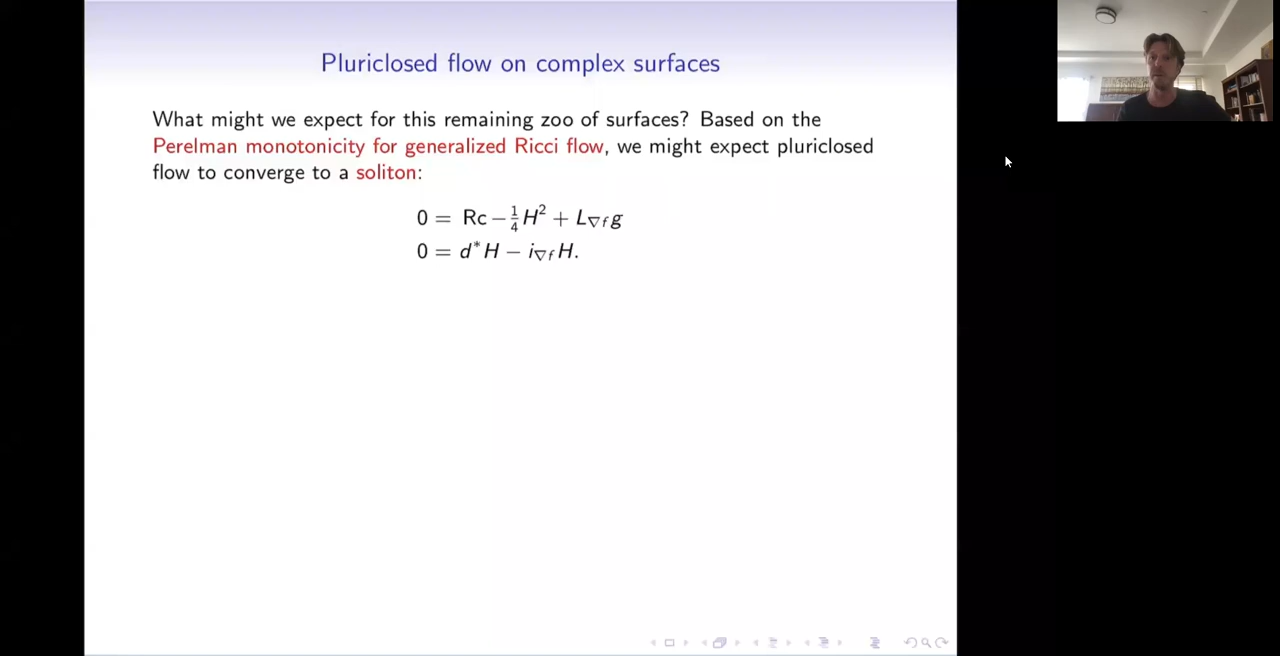 Pluriclosed flow on complex surfaces
What might we expect for this remaining zoo of surfaces? Based on the
Perelman monotonicity for generalized Ricci flow, we might expect pluriclosed
flow to converge to a soliton:
0 = Rc − ¼H² + L_{∇f}g
0 = d*H − i_{∇f}H.